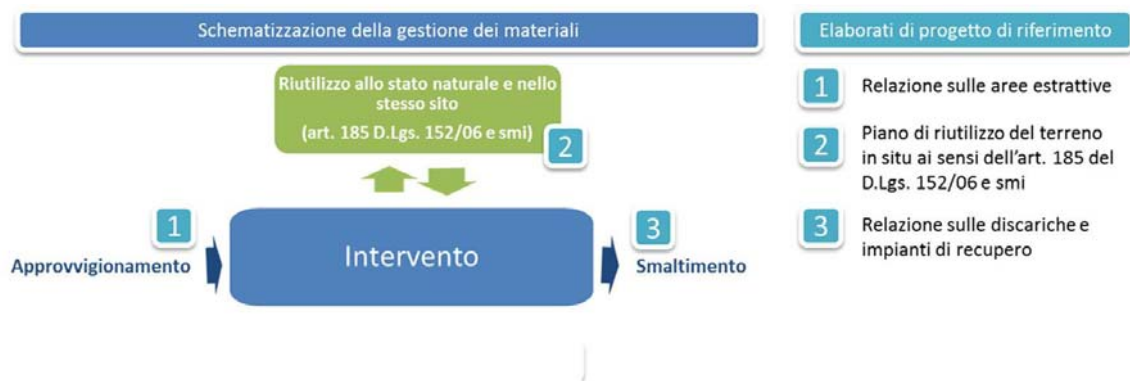 Schematizzazione della gestione dei materiali
Riutilizzo allo stato naturale e nello
stesso sito
(art. 185 D.Lgs. 152/06 e smi)
2
1
Approvvigionamento
Intervento
3
Smaltimento
Elaborati di progetto di riferimento
1
Relazione sulle aree estrattive
2
Piano di riutilizzo del terreno
in situ ai sensi dell'art. 185 del
D.Lgs. 152/06 e smi
3
Relazione sulle discariche e
impianti di recupero